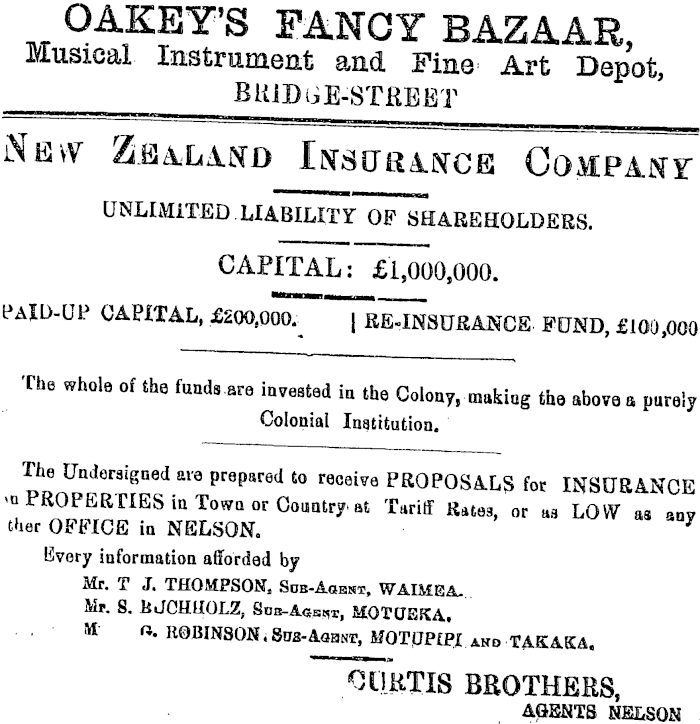 OAKEY'S FANCY BAZAAR,
Musical Instrument and Fine Art Depot,
BRIDGE-STREET
NEW ZEALAND INSURANCE COMPANY
UNLIMITED LIABILITY OF SHAREHOLDERS.
CAPITAL: £1,000,000.
PAID-UP CAPITAL, £200,000. | RE-INSURANCE FUND, £100,000
The whole of the funds are invested in the Colony, making the above a purely
Colonial Institution.
The Undersigned are prepared to receive PROPOSALS for INSURANCE
PROPERTIES in Town or Country at Tariff Rates, or as LOW as any
ther OFFICE in NELSON.
Every information afforded by
Mr. T J. THOMPSON, SUB-AGENT, WAIMEA.
Mr. S. BUCHHOLZ, SUB-AGENT, MOTUEKA.
M G. ROBINSON, SUB-AGENT, MOTUPIPI AND TAKAKA.
CURTIS BROTHERS,
AGENTS NELSON